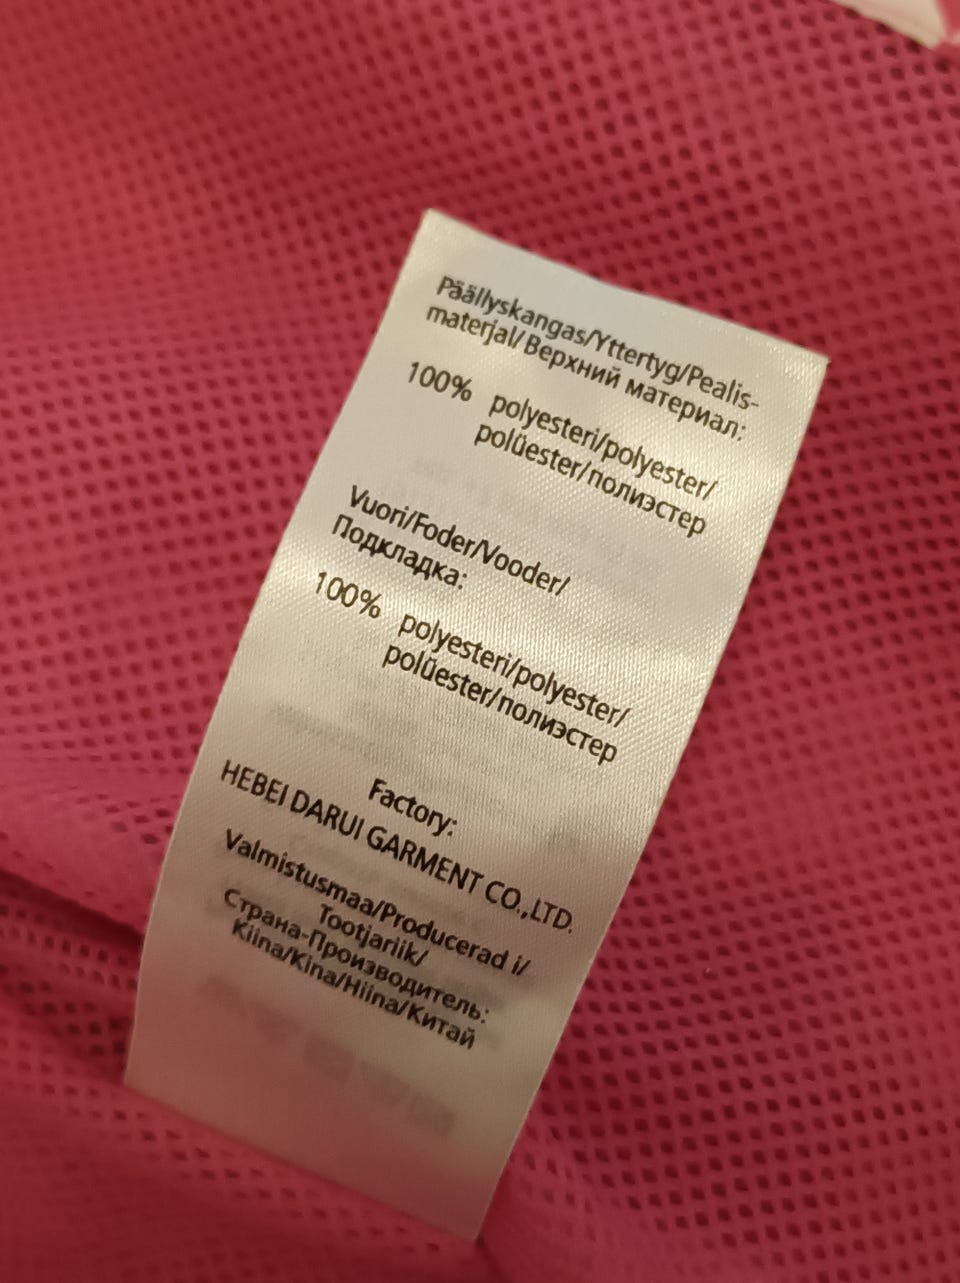 Päällyskangas/Yttertyg/Pealis-
materjal/Верхний материал:
100% polyesteri/polyester/
polüester/полиэстер
Vuori/Foder/Vooder/
Подкладка:
100% polyesteri/polyester/
polüester/полиэстер
Factory:
HEBEI DARUI GARMENT CO.,LTD.
Valmistusmaa/Producerad i/
Tootjariik/
Страна-Производитель:
Kiina/Kina/Hiina/Китай